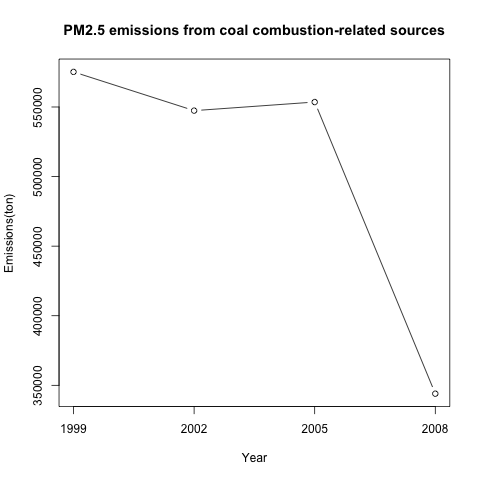 PM2.5 emissions from coal combustion-related sources
Emissions(ton)
550000
500000
450000
400000
350000
1999 2002 2005 2008
Year